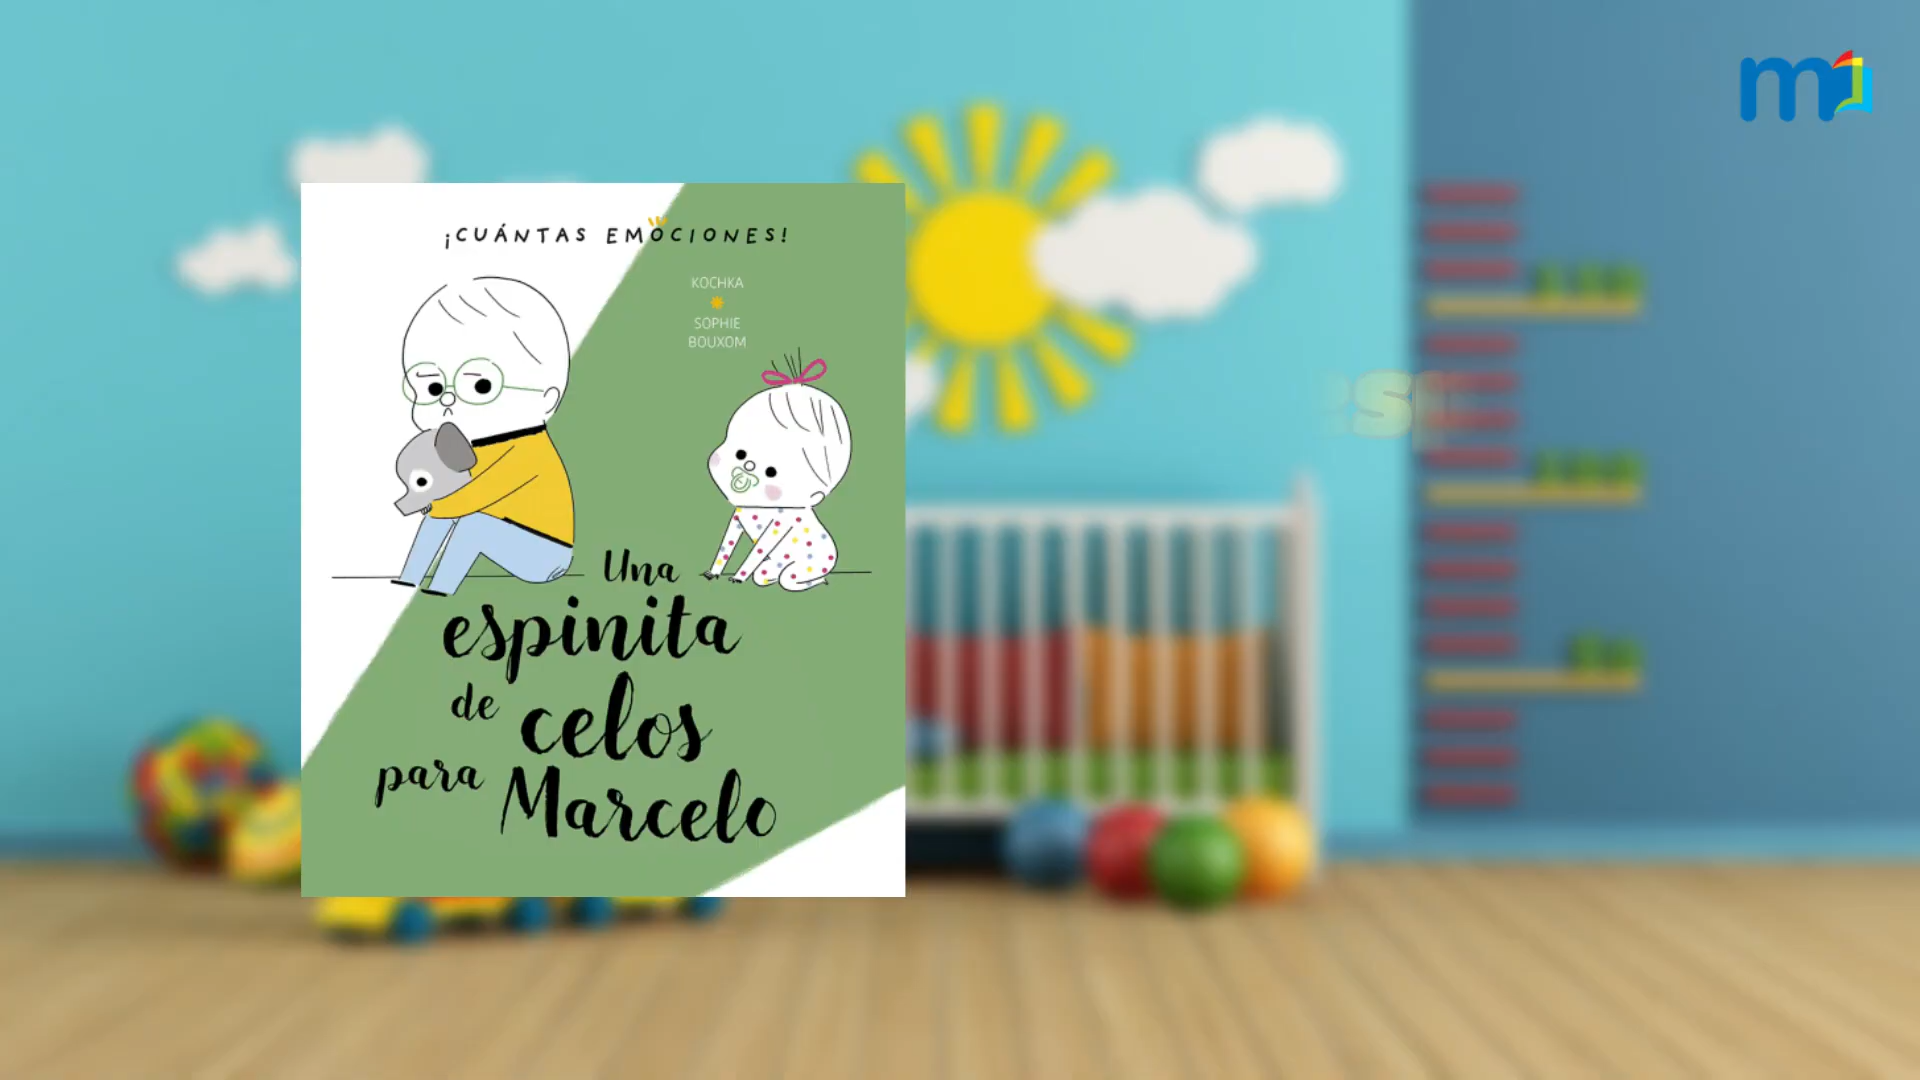 ¡CUÁNTAS EMOCIONES!
KOCHKA
SOPHIE
BOUXOM
Una
espinita
de celos
para Marcelo